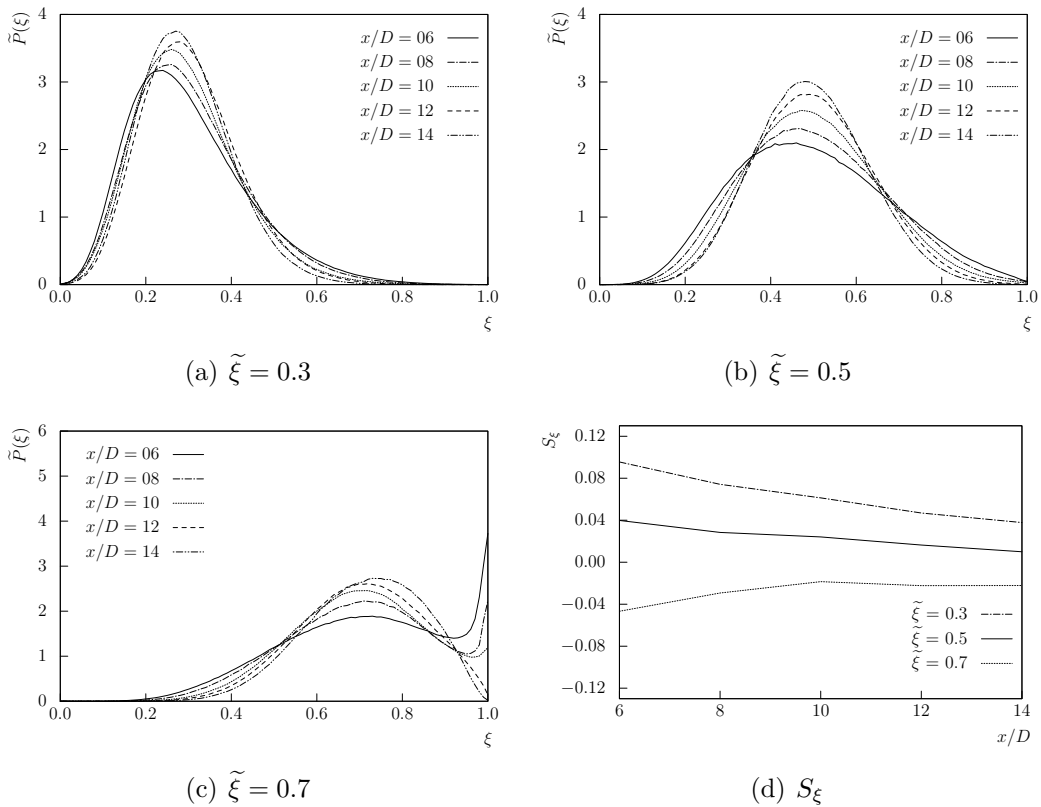 P̃(ξ)
4
3
2
1
0
0.0 0.2 0.4 0.6 0.8 1.0
ξ
x/D = 06
x/D = 08
x/D = 10
x/D = 12
x/D = 14
(a) ξ̃ = 0.3
P̃(ξ)
4
3
2
1
0
0.0 0.2 0.4 0.6 0.8 1.0
ξ
x/D = 06
x/D = 08
x/D = 10
x/D = 12
x/D = 14
(b) ξ̃ = 0.5
P̃(ξ)
6
5
4
3
2
1
0
0.0 0.2 0.4 0.6 0.8 1.0
ξ
x/D = 06
x/D = 08
x/D = 10
x/D = 12
x/D = 14
(c) ξ̃ = 0.7
S_ξ
0.12
0.08
0.04
0.00
−0.04
−0.08
−0.12
6 8 10 12 14
x/D
ξ̃ = 0.3
ξ̃ = 0.5
ξ̃ = 0.7
(d) S_ξ